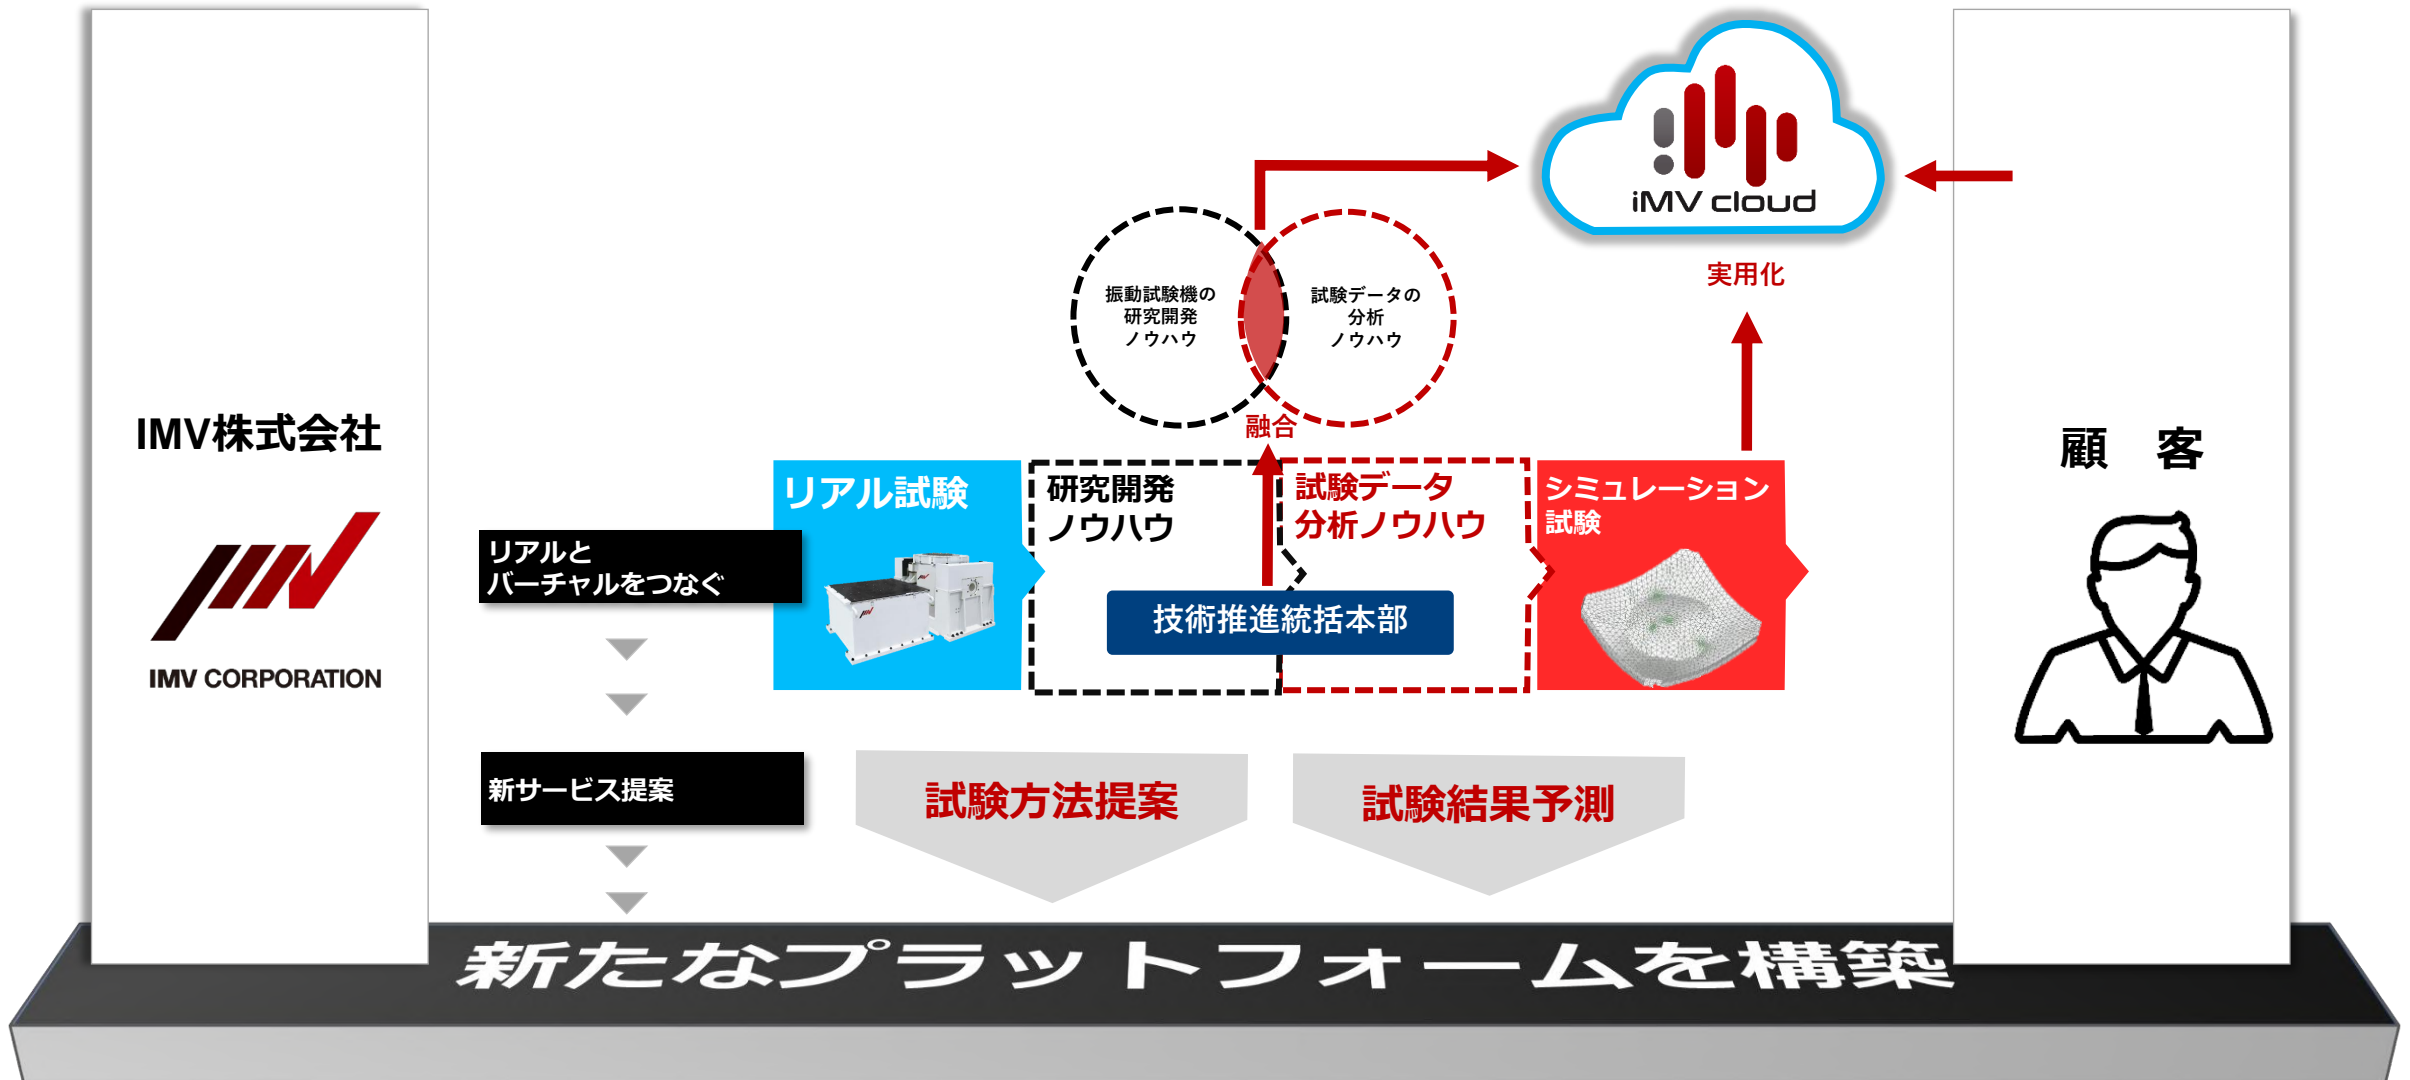 iMV cloud
実用化
振動試験機の
研究開発
ノウハウ
試験データの
分析
ノウハウ
融合
IMV株式会社
IMV CORPORATION
顧 客
リアルと
バーチャルをつなぐ
リアル試験
研究開発
ノウハウ
試験データ
分析ノウハウ
シミュレーション
試験
技術推進統括本部
新サービス提案
試験方法提案
試験結果予測
新たなプラットフォームを構築